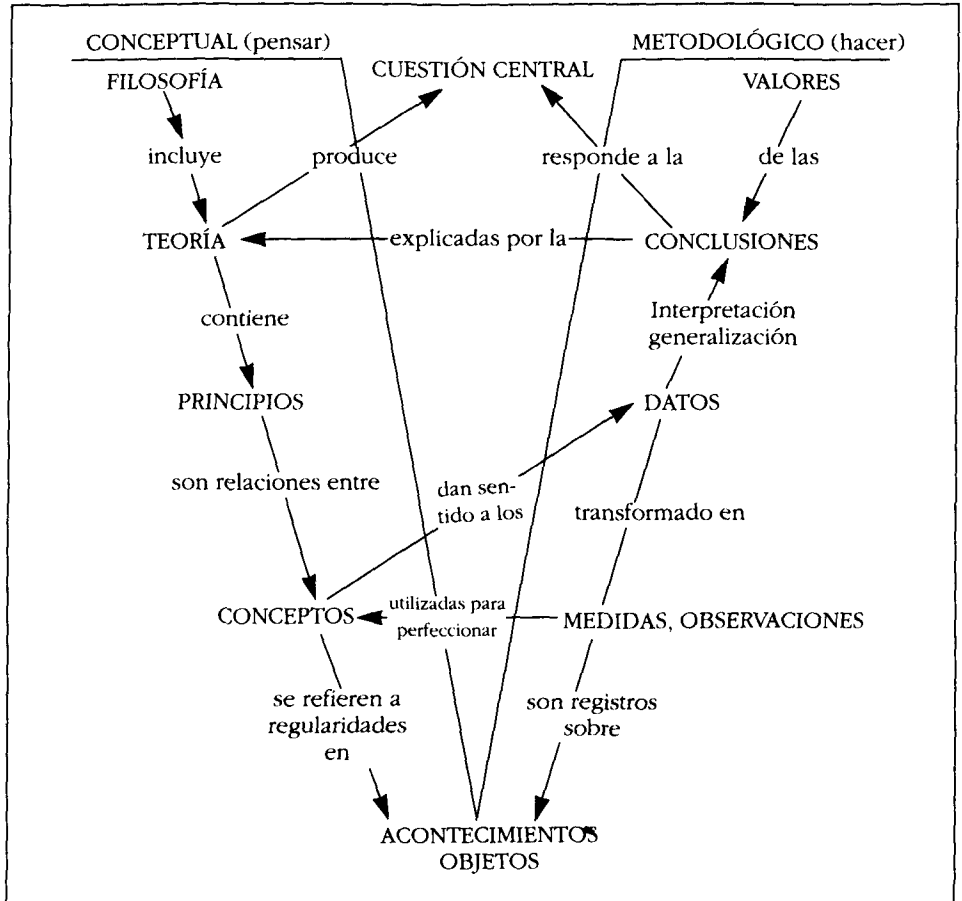 CONCEPTUAL (pensar)
METODOLÓGICO (hacer)
FILOSOFÍA
CUESTIÓN CENTRAL
VALORES
incluye
produce
responde a la
de las
TEORÍA
explicadas por la
CONCLUSIONES
contiene
Interpretación
generalización
PRINCIPIOS
DATOS
son relaciones entre
dan sen-
tido a los
transformado en
CONCEPTOS
utilizadas para
perfeccionar
MEDIDAS, OBSERVACIONES
se refieren a
regularidades
en
son registros
sobre
ACONTECIMIENTOS
OBJETOS